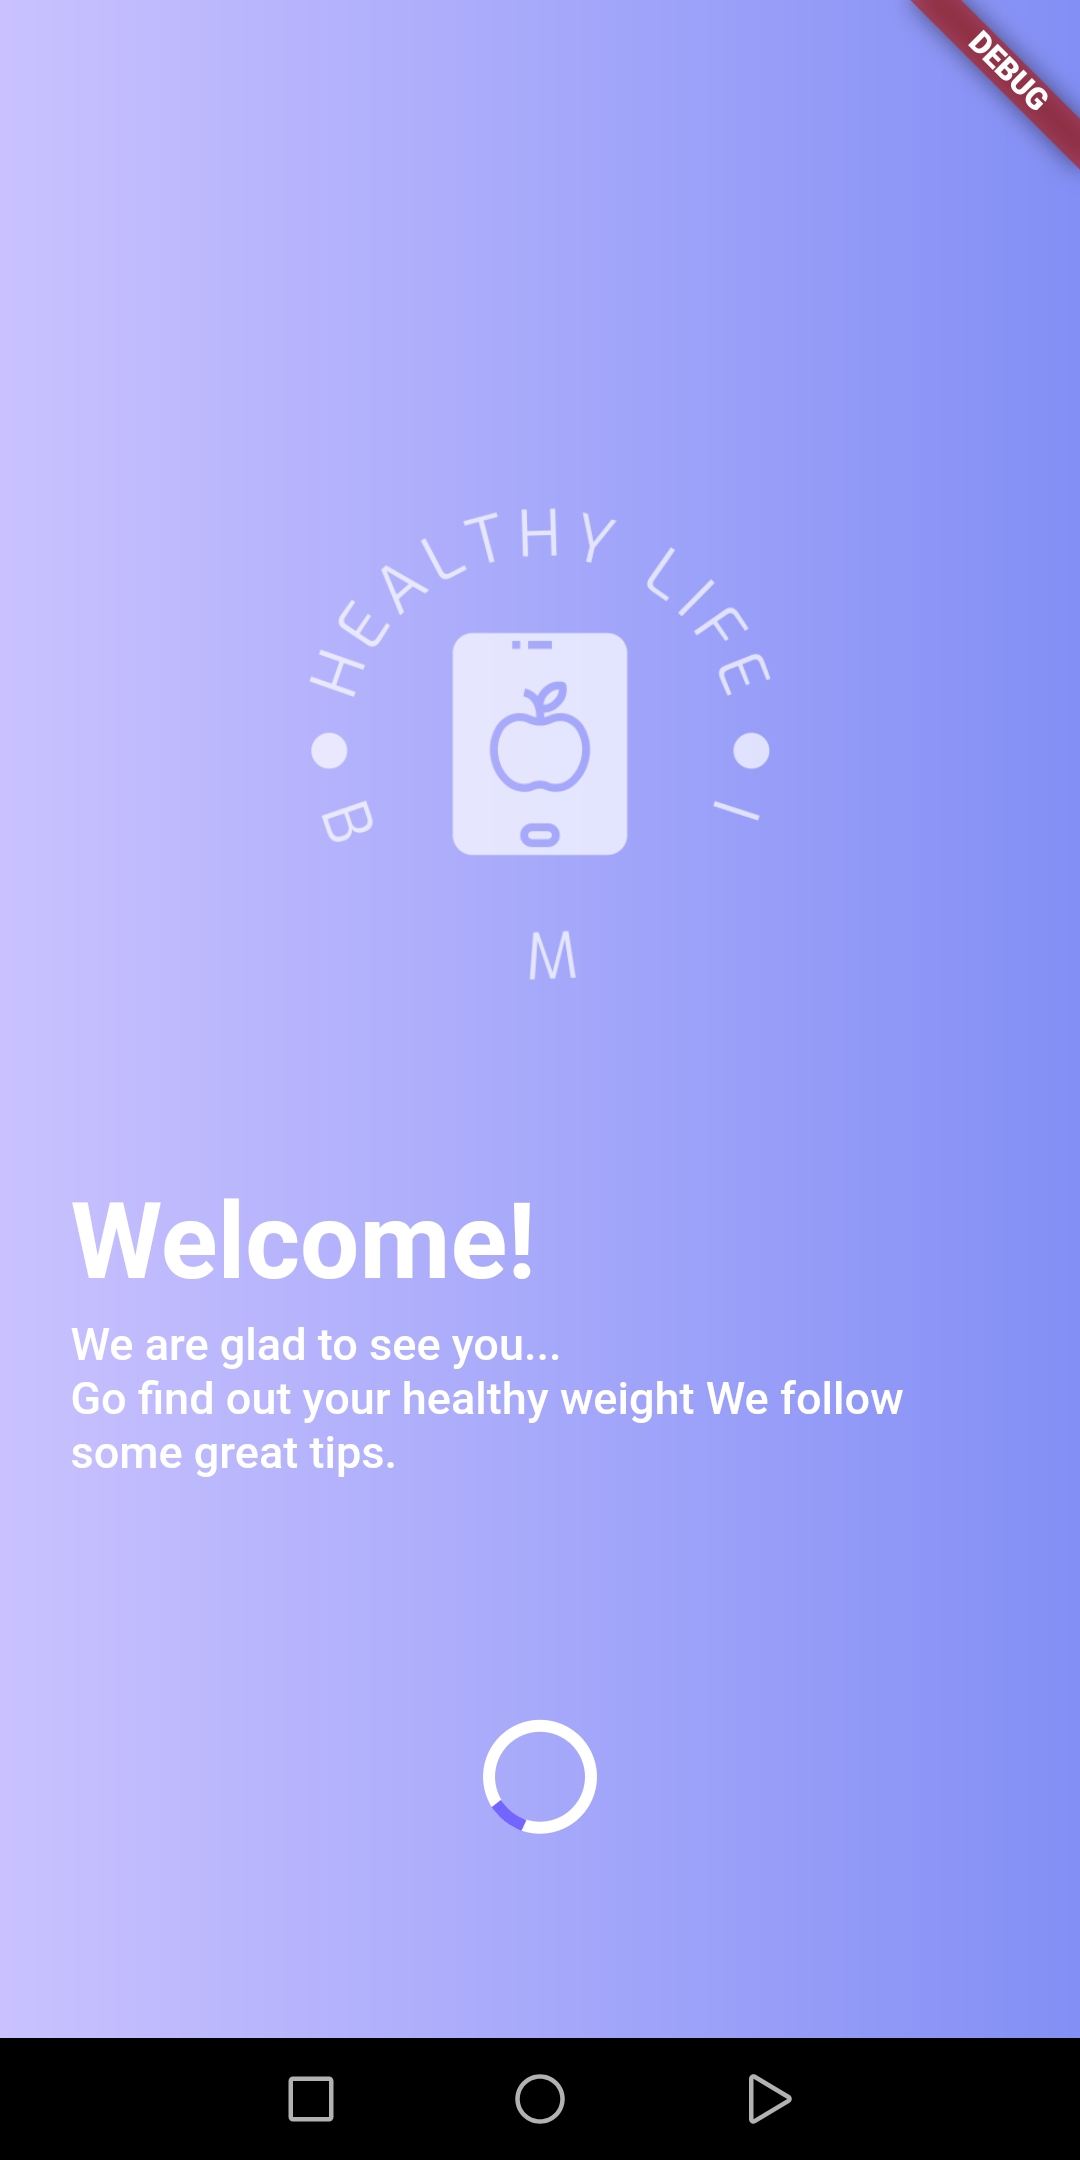 DEBUG
HEALTHY LIFE
B M I
Welcome!
We are glad to see you...
Go find out your healthy weight We follow
some great tips.